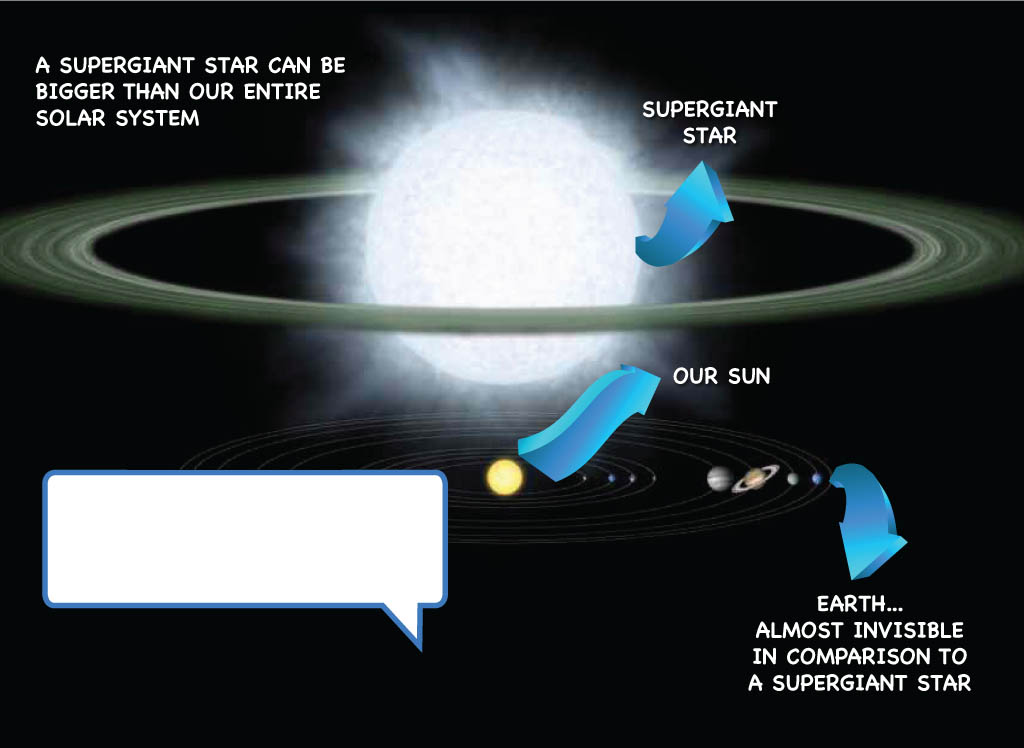 A SUPERGIANT STAR CAN BE
BIGGER THAN OUR ENTIRE
SOLAR SYSTEM
SUPERGIANT
STAR
OUR SUN
EARTH...
ALMOST INVISIBLE
IN COMPARISON TO
A SUPERGIANT STAR